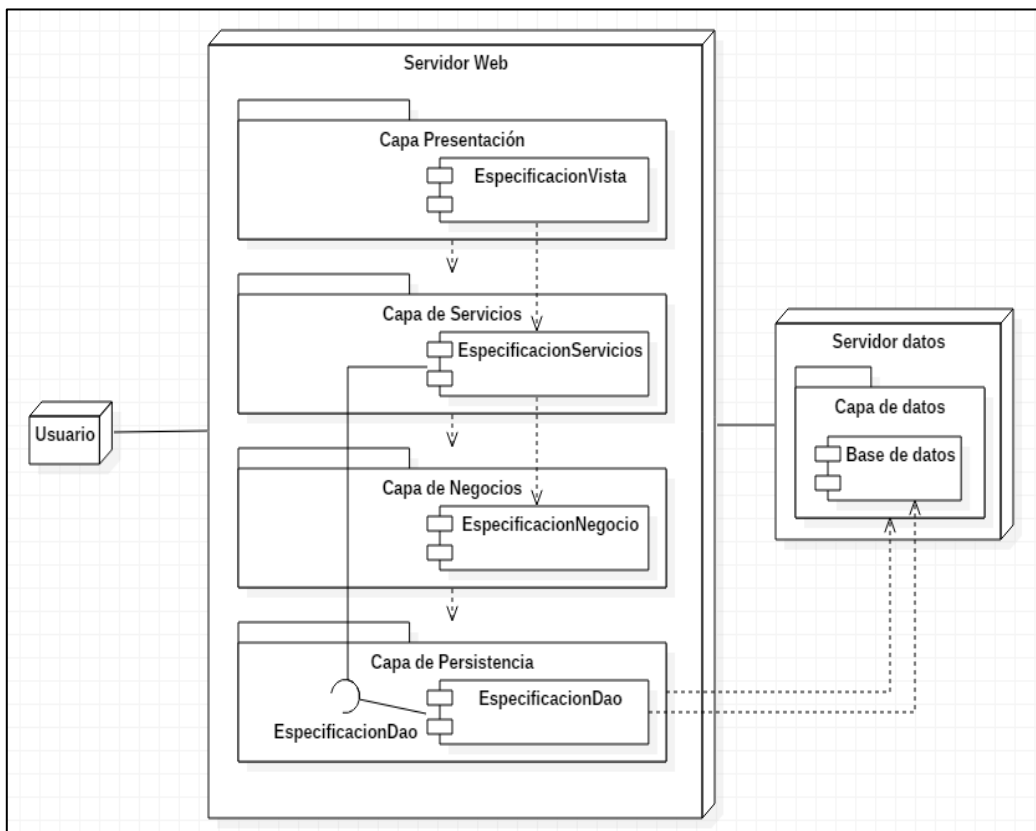 Servidor Web
Capa Presentación
EspecificacionVista
Capa de Servicios
EspecificacionServicios
Usuario
Capa de Negocios
EspecificacionNegocio
Capa de Persistencia
EspecificacionDao
EspecificacionDao
Servidor datos
Capa de datos
Base de datos